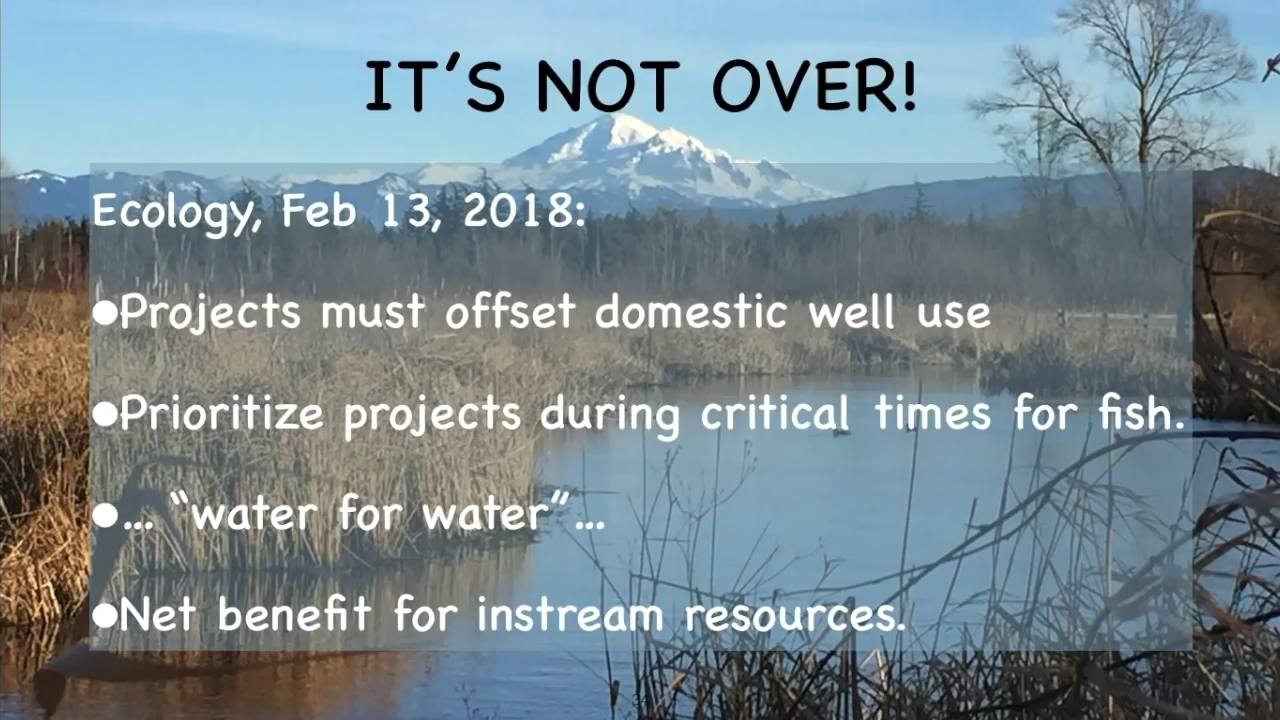 IT'S NOT OVER!
Ecology, Feb 13, 2018:
●Projects must offset domestic well use
●Prioritize projects during critical times for fish.
●… “water for water”…
●Net benefit for instream resources.